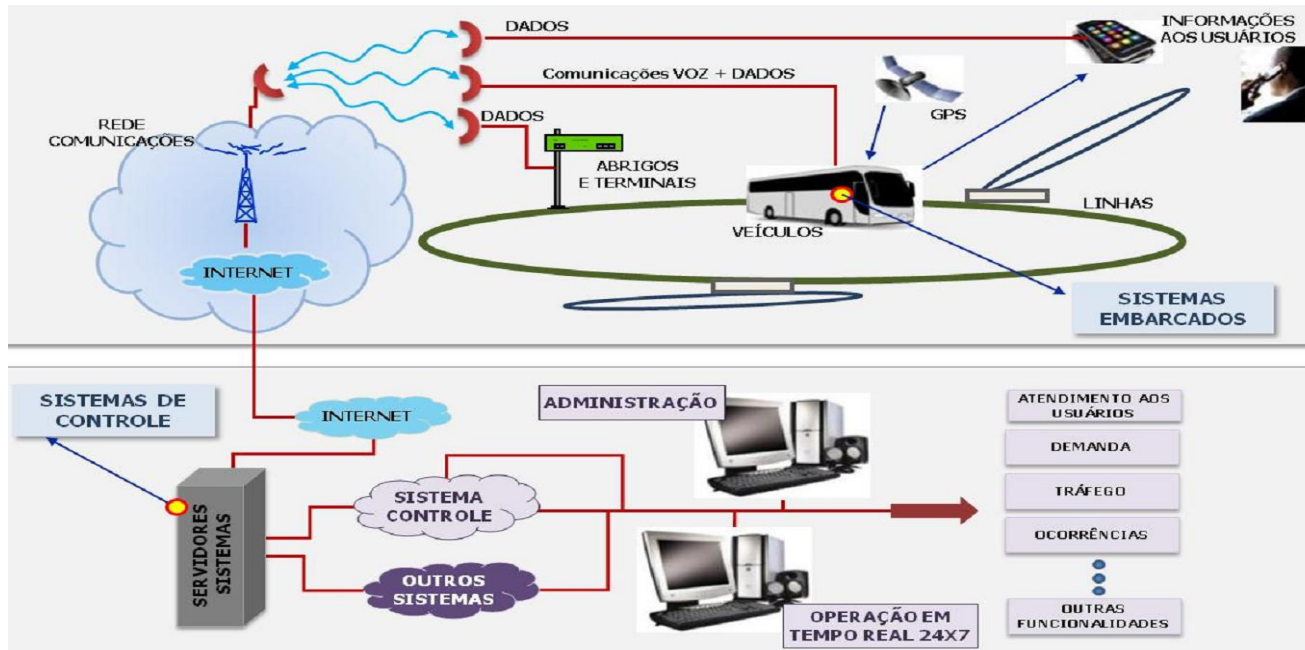 DADOS
INFORMAÇÕES
AOS USUÁRIOS
Comunicações VOZ + DADOS
GPS
REDE
COMUNICAÇÕES
DADOS
ABRIGOS
E TERMINAIS
LINHAS
VEÍCULOS
INTERNET
SISTEMAS
EMBARCADOS
SISTEMAS DE
CONTROLE
INTERNET
ADMINISTRAÇÃO
ATENDIMENTO AOS
USUÁRIOS
DEMANDA
TRÁFEGO
OCORRÊNCIAS
SERVIDORES
SISTEMAS
SISTEMA
CONTROLE
OUTROS
SISTEMAS
OPERAÇÃO EM
TEMPO REAL 24X7
OUTRAS
FUNCIONALIDADES